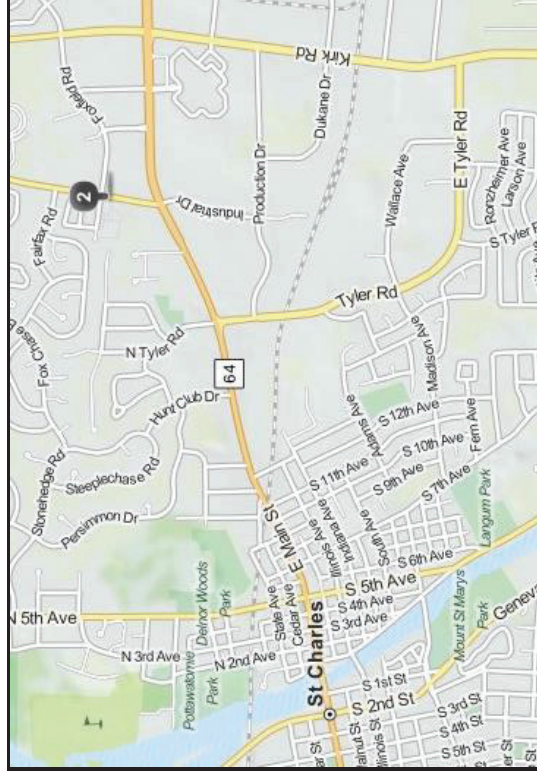 Kirk Rd
Foxfield Rd
Dukane Dr
2
Production Dr
E Tyler Rd
Industrial Dr
Wallace Ave
Ronzheimer Ave
Larson Ave
Fairfax Rd
S Tyler
Fox Chase
N Tyler Rd
Tyler Rd
64
Hunt Club Dr
Madison Ave
Adams Ave
S 12th Ave
Fern Ave
Stonehedge Rd
Steeplechase Rd
S 11th Ave
S 10th Ave
S 9th Ave
S 7th Ave
Persimmon Dr
E Main St
Illinois Ave
Indiana Ave
South Ave
Langum Park
S 6th Ave
N 5th Ave
Delnor Woods
Park
State Ave
Cedar Ave
S 5th Ave
S 4th Ave
S 3rd Ave
Mount St Marys
Park
Geneva
N 3rd Ave
N 2nd Ave
Pottawatomie
Park
St Charles
S 1st St
S 2nd St
S 3rd St
S 4th St
S 5th St
Illinois St